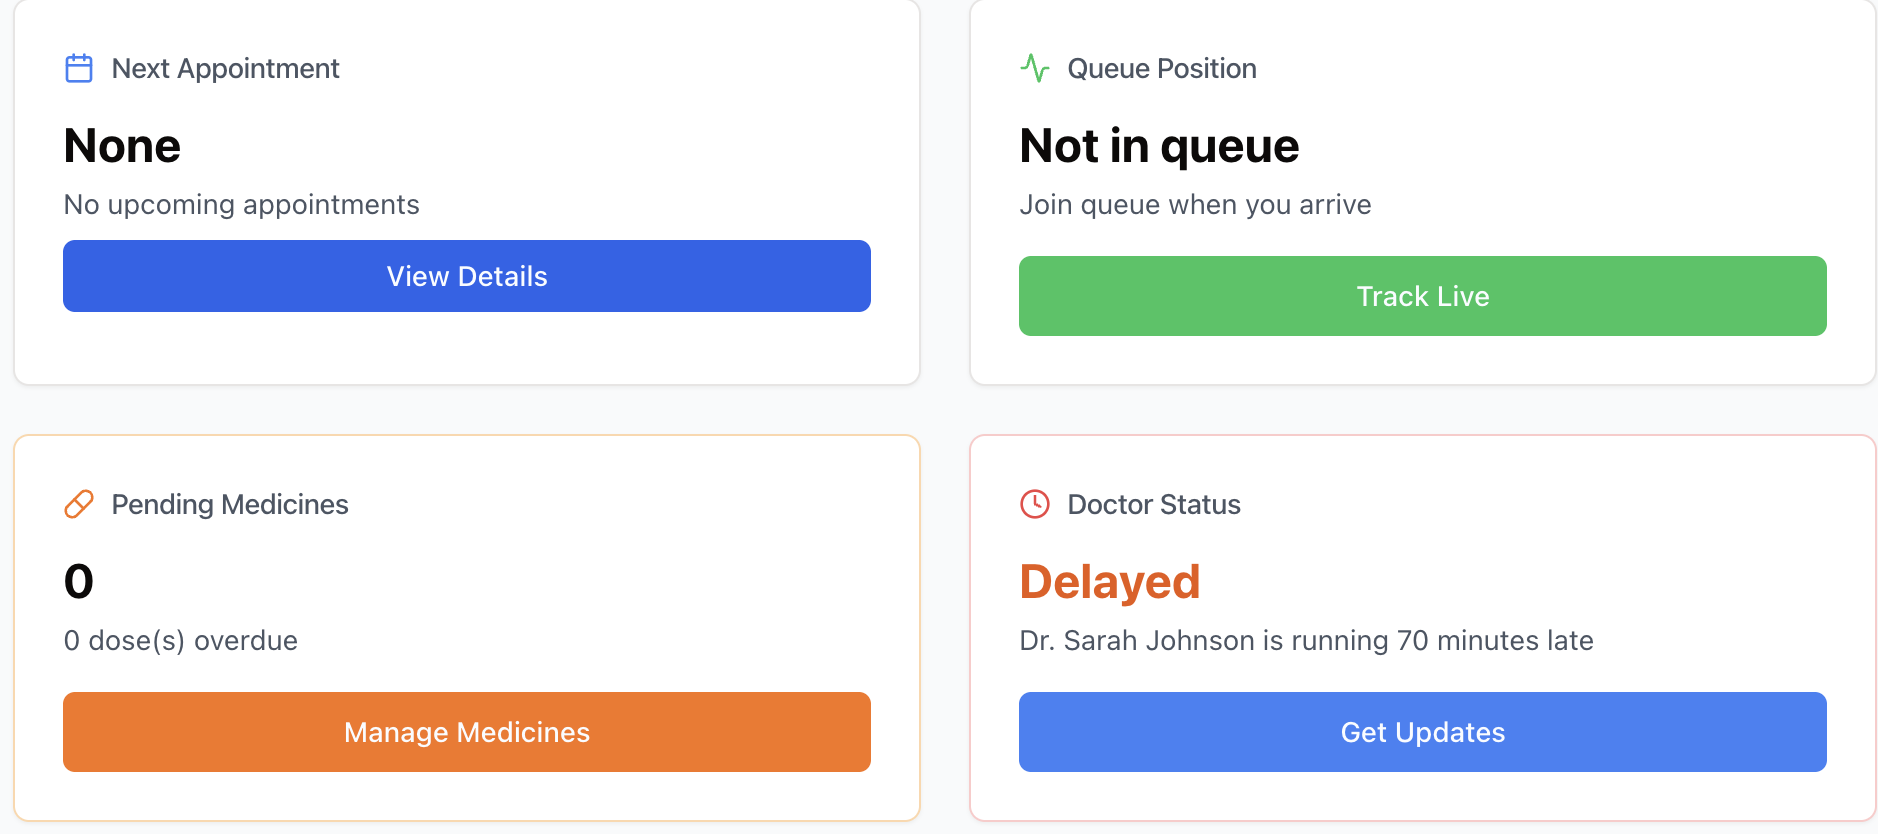 Next Appointment
None
No upcoming appointments
View Details
Queue Position
Not in queue
Join queue when you arrive
Track Live
Pending Medicines
0
0 dose(s) overdue
Manage Medicines
Doctor Status
Delayed
Dr. Sarah Johnson is running 70 minutes late
Get Updates